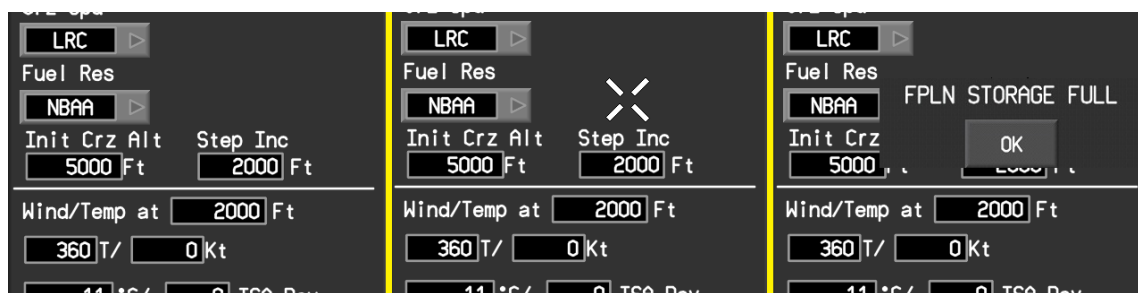 LRC
Fuel Res
NBAA
Init Crz Alt Step Inc
5000 Ft 2000 Ft
Wind/Temp at 2000 Ft
360 T/ 0 Kt
LRC
Fuel Res
NBAA
Init Crz Alt Step Inc
5000 Ft 2000 Ft
Wind/Temp at 2000 Ft
360 T/ 0 Kt
LRC
Fuel Res
NBAA
FPLN STORAGE FULL
OK
Init Crz
5000
Wind/Temp at 2000 Ft
360 T/ 0 Kt